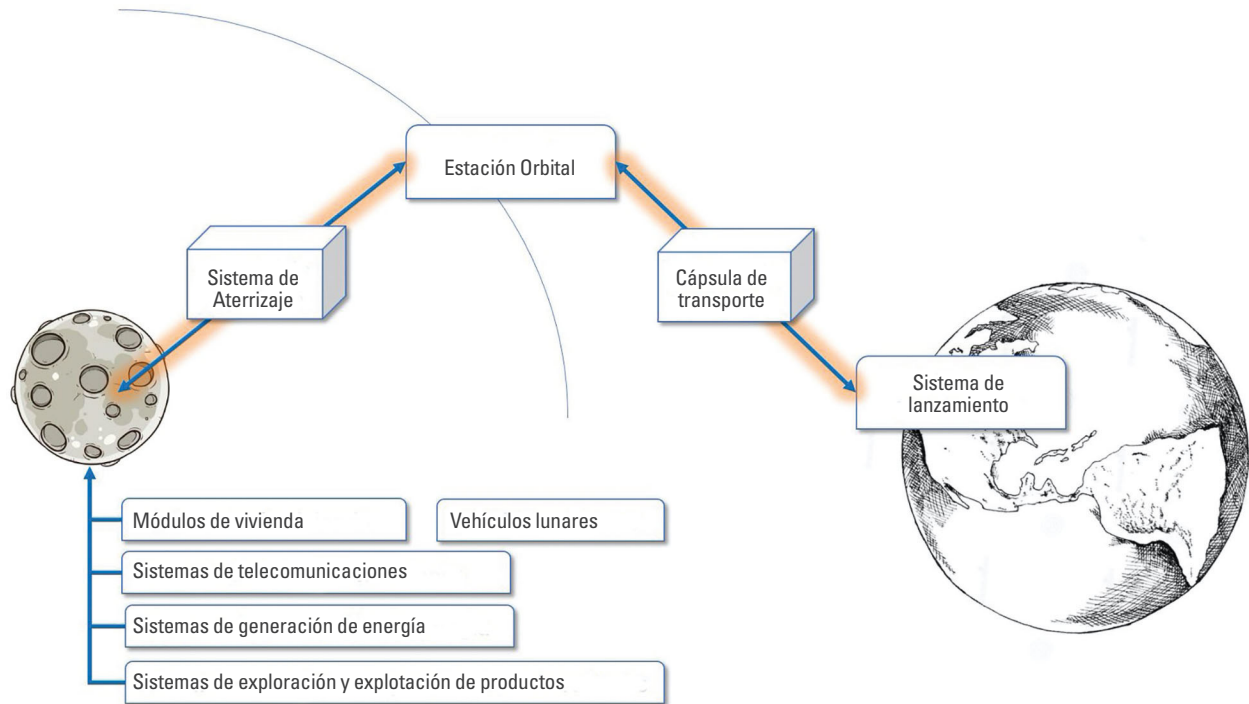 Estación Orbital
Sistema de
Aterrizaje
Cápsula de
transporte
Sistema de
lanzamiento
Módulos de vivienda
Vehículos lunares
Sistemas de telecomunicaciones
Sistemas de generación de energía
Sistemas de exploración y explotación de productos